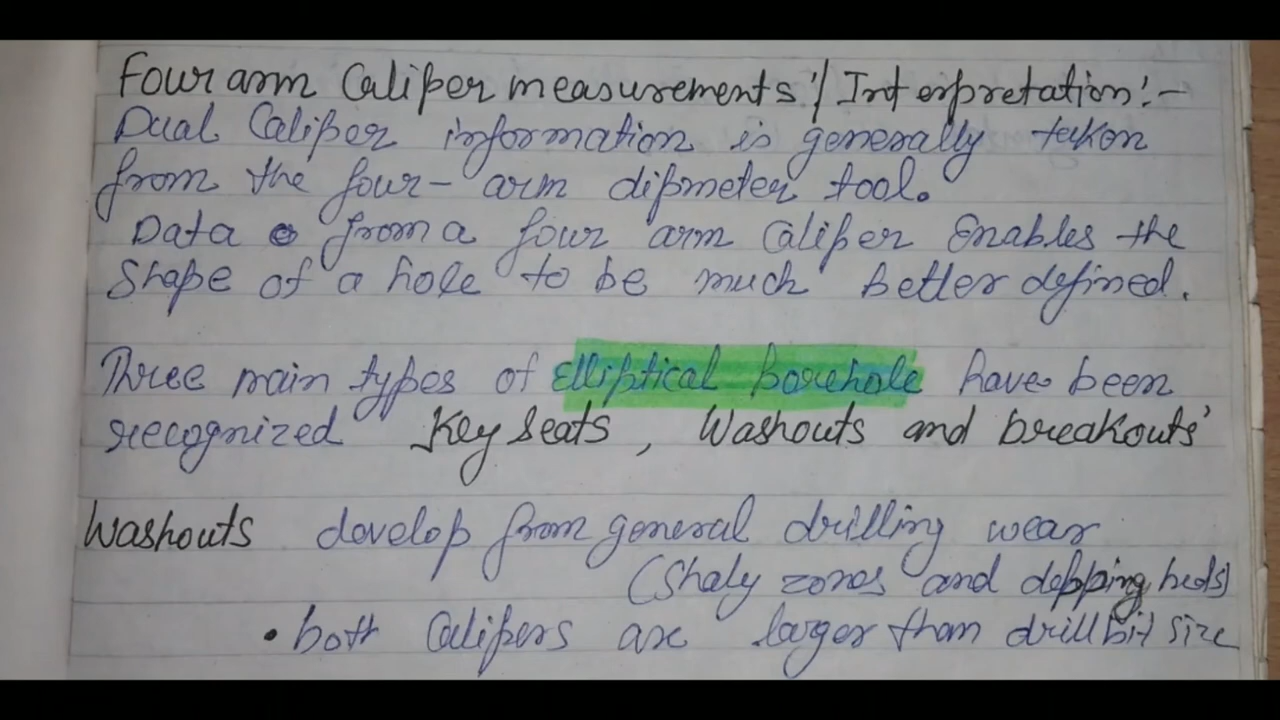 Four arm Caliper measurements'/ Interpretation:-
Dual Caliper information is generally taken
from the four- arm dipmeter tool.
Data from a four arm Caliper Enables the
Shape of a hole to be much better defined.
Three main types of Elliptical borehole have been
recognized Key seats, Washouts and breakouts'
Washouts develop from general drilling wear
(Shaly zones and depping beds)
• both Calipers are larger than drill bit size